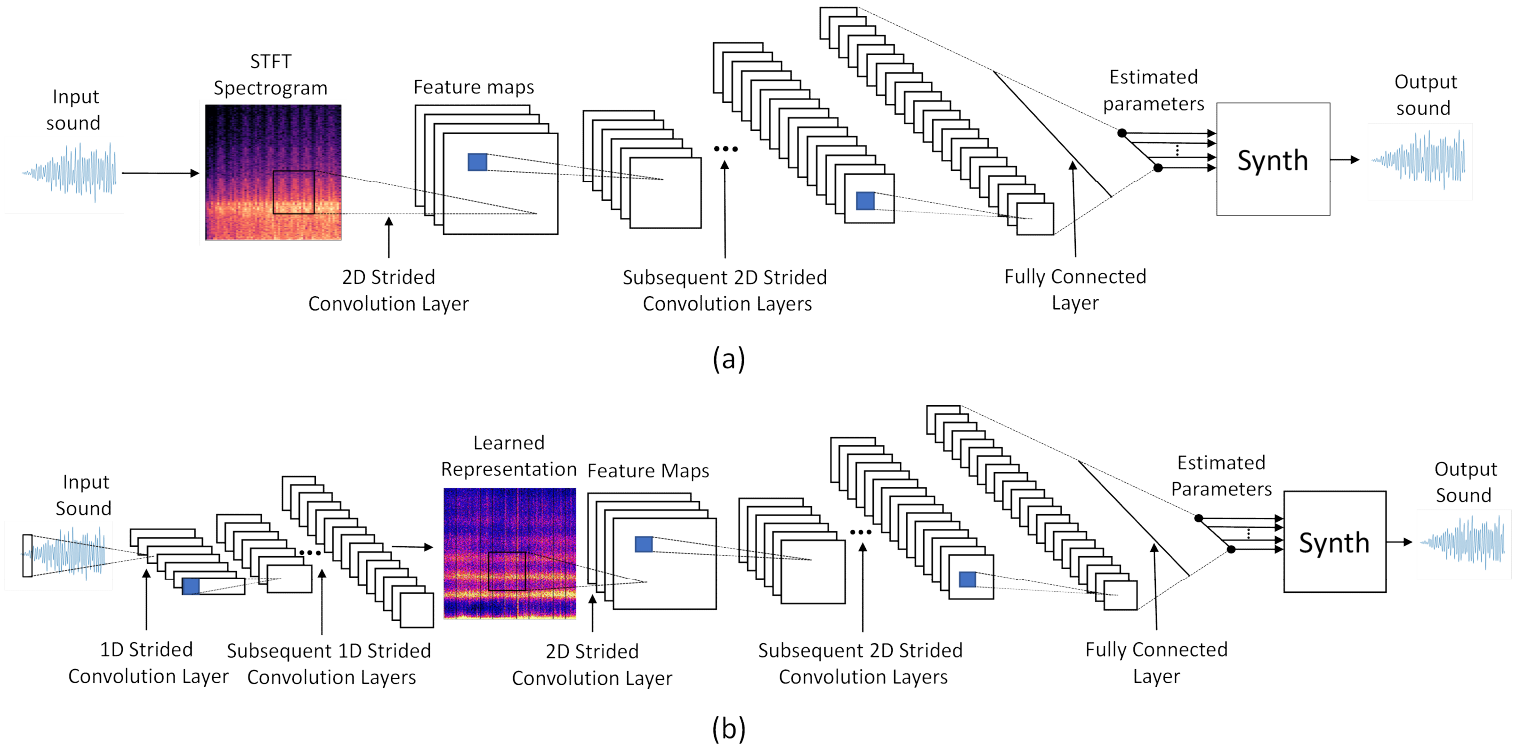 Input
sound
STFT
Spectrogram
Feature maps
Estimated
parameters
Output
sound
Synth
2D Strided
Convolution Layer
Subsequent 2D Strided
Convolution Layers
Fully Connected
Layer
(a)
Input
Sound
Learned
Representation
Feature Maps
Estimated
Parameters
Output
Sound
Synth
1D Strided
Convolution Layer
Subsequent 1D Strided
Convolution Layers
2D Strided
Convolution Layer
Subsequent 2D Strided
Convolution Layers
Fully Connected
Layer
(b)